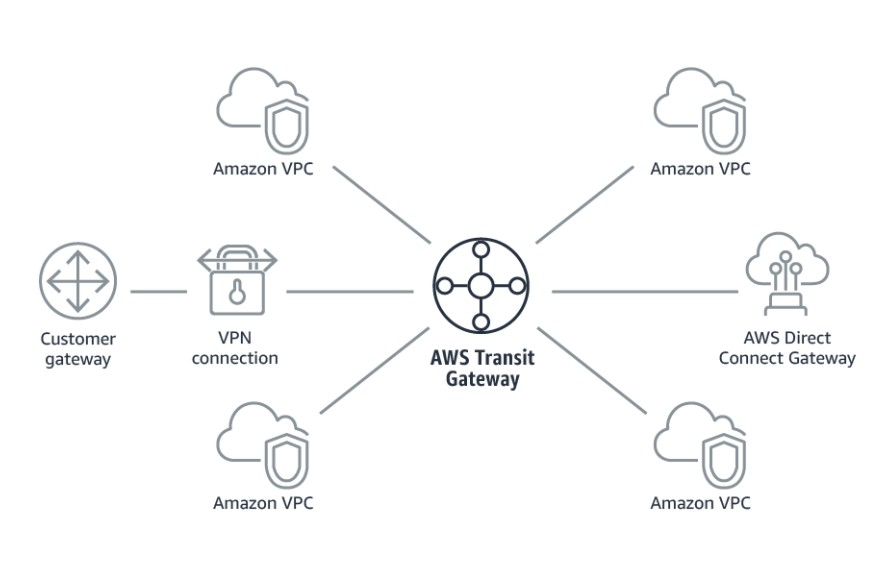 Amazon VPC
Amazon VPC
Customer
gateway
VPN
connection
AWS Transit
Gateway
AWS Direct
Connect Gateway
Amazon VPC
Amazon VPC